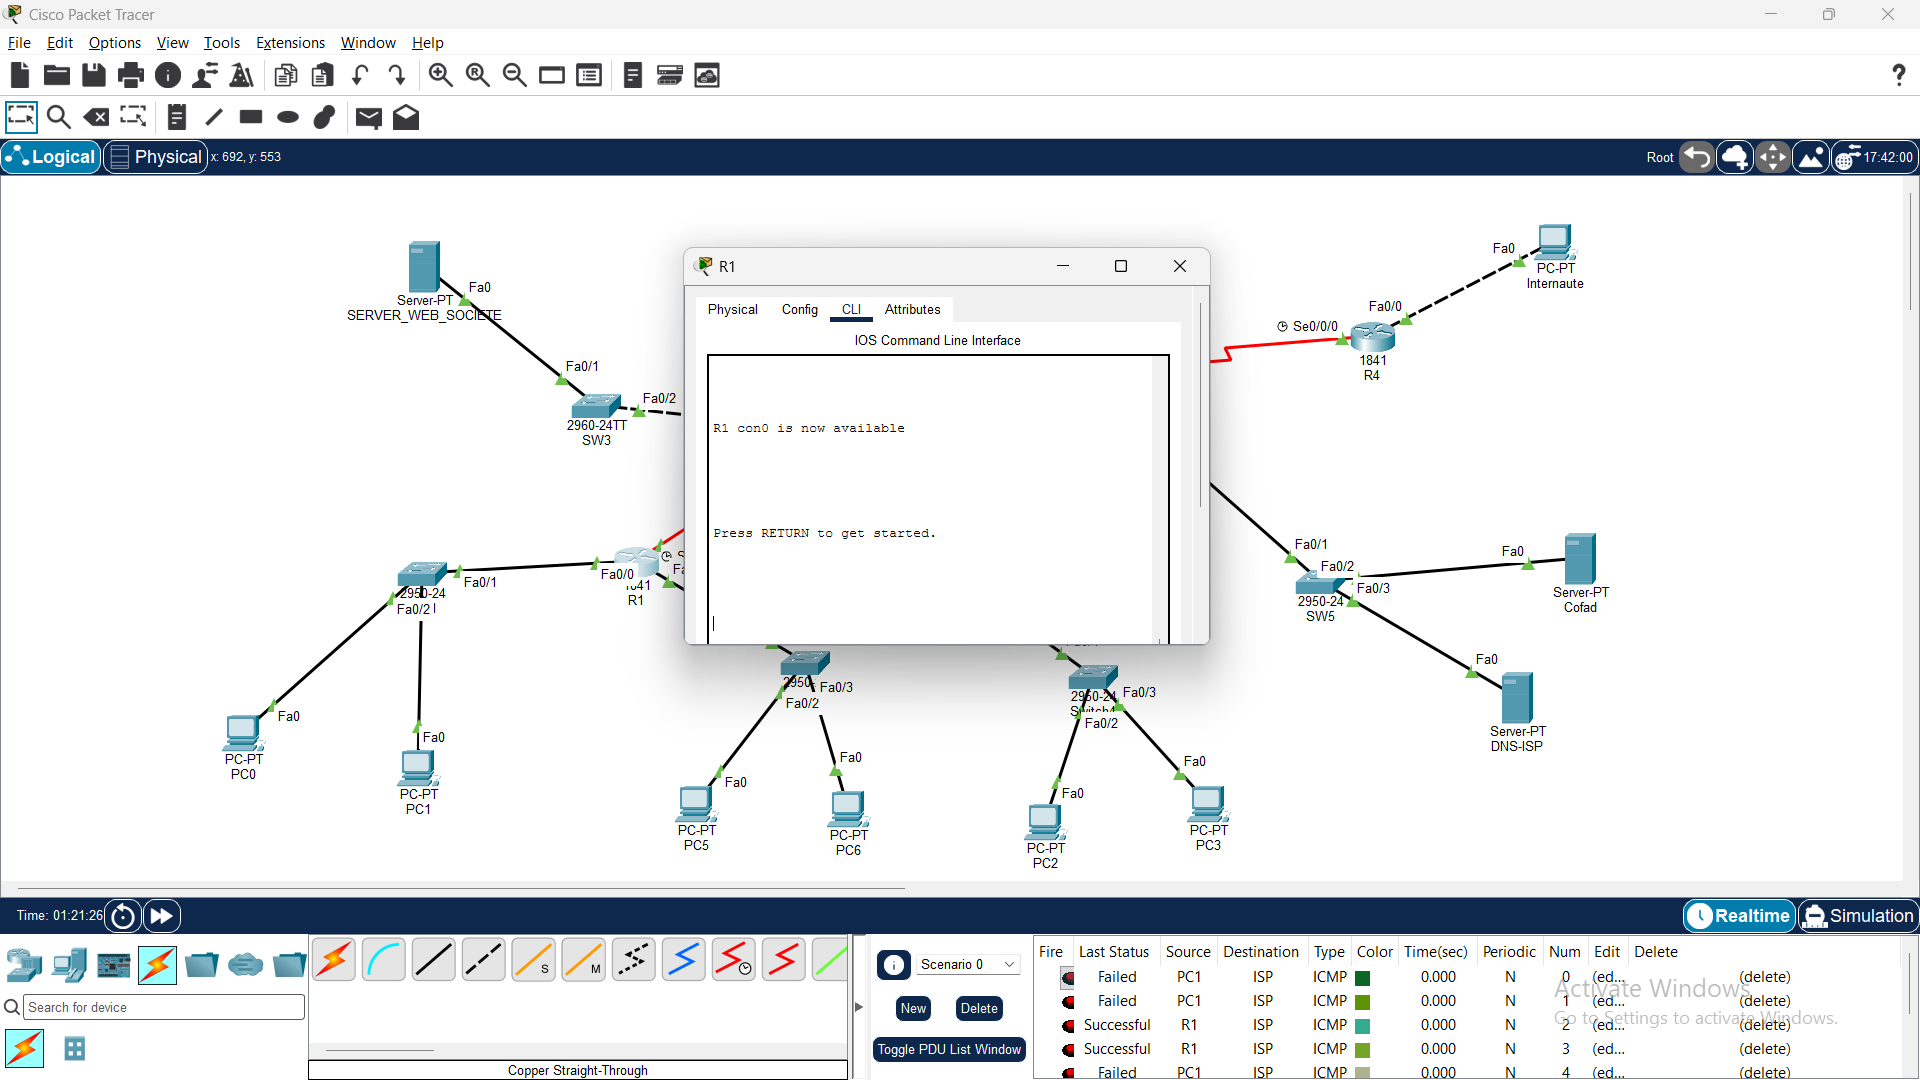 Cisco Packet Tracer
File Edit Options View Tools Extensions Window Help
Logical Physical x: 692, y: 553 Root 17:42:00
Server-PT
SERVER_WEB_SOCIETE
Fa0
Fa0/1
Fa0/2
2960-24TT
SW3
R1
Physical Config CLI Attributes
IOS Command Line Interface
R1 con0 is now available
Press RETURN to get started.
Fa0
PC-PT
Internaute
Fa0/0
Se0/0/0
1841
R4
Fa0/1
Fa0/2
Fa0/3
2950-24
SW5
Fa0
Server-PT
Cofad
Fa0
Server-PT
DNS-ISP
Fa0/1
2950-24
Fa0/2
Fa0/0
R1
Fa0
PC-PT
PC0
Fa0
PC-PT
PC1
2950-
Fa0/3
Fa0/2
Fa0
PC-PT
PC5
Fa0
PC-PT
PC6
2950-24
Switch4
Fa0/3
Fa0/2
Fa0
PC-PT
PC2
Fa0
PC-PT
PC3
Time: 01:21:26 Realtime Simulation
Search for device
S M
Copper Straight-Through
Scenario 0
New Delete
Toggle PDU List Window
Fire Last Status Source Destination Type Color Time(sec) Periodic Num Edit Delete
Failed PC1 ISP ICMP 0.000 N 0 (ed... (delete)
Failed PC1 ISP ICMP 0.000 N 1 (ed... (delete)
Successful R1 ISP ICMP 0.000 N 2 (ed... (delete)
Successful R1 ISP ICMP 0.000 N 3 (ed... (delete)
Failed PC1 ISP ICMP 0.000 N 4 (ed... (delete)
Activate Windows
Go to Settings to activate Windows.